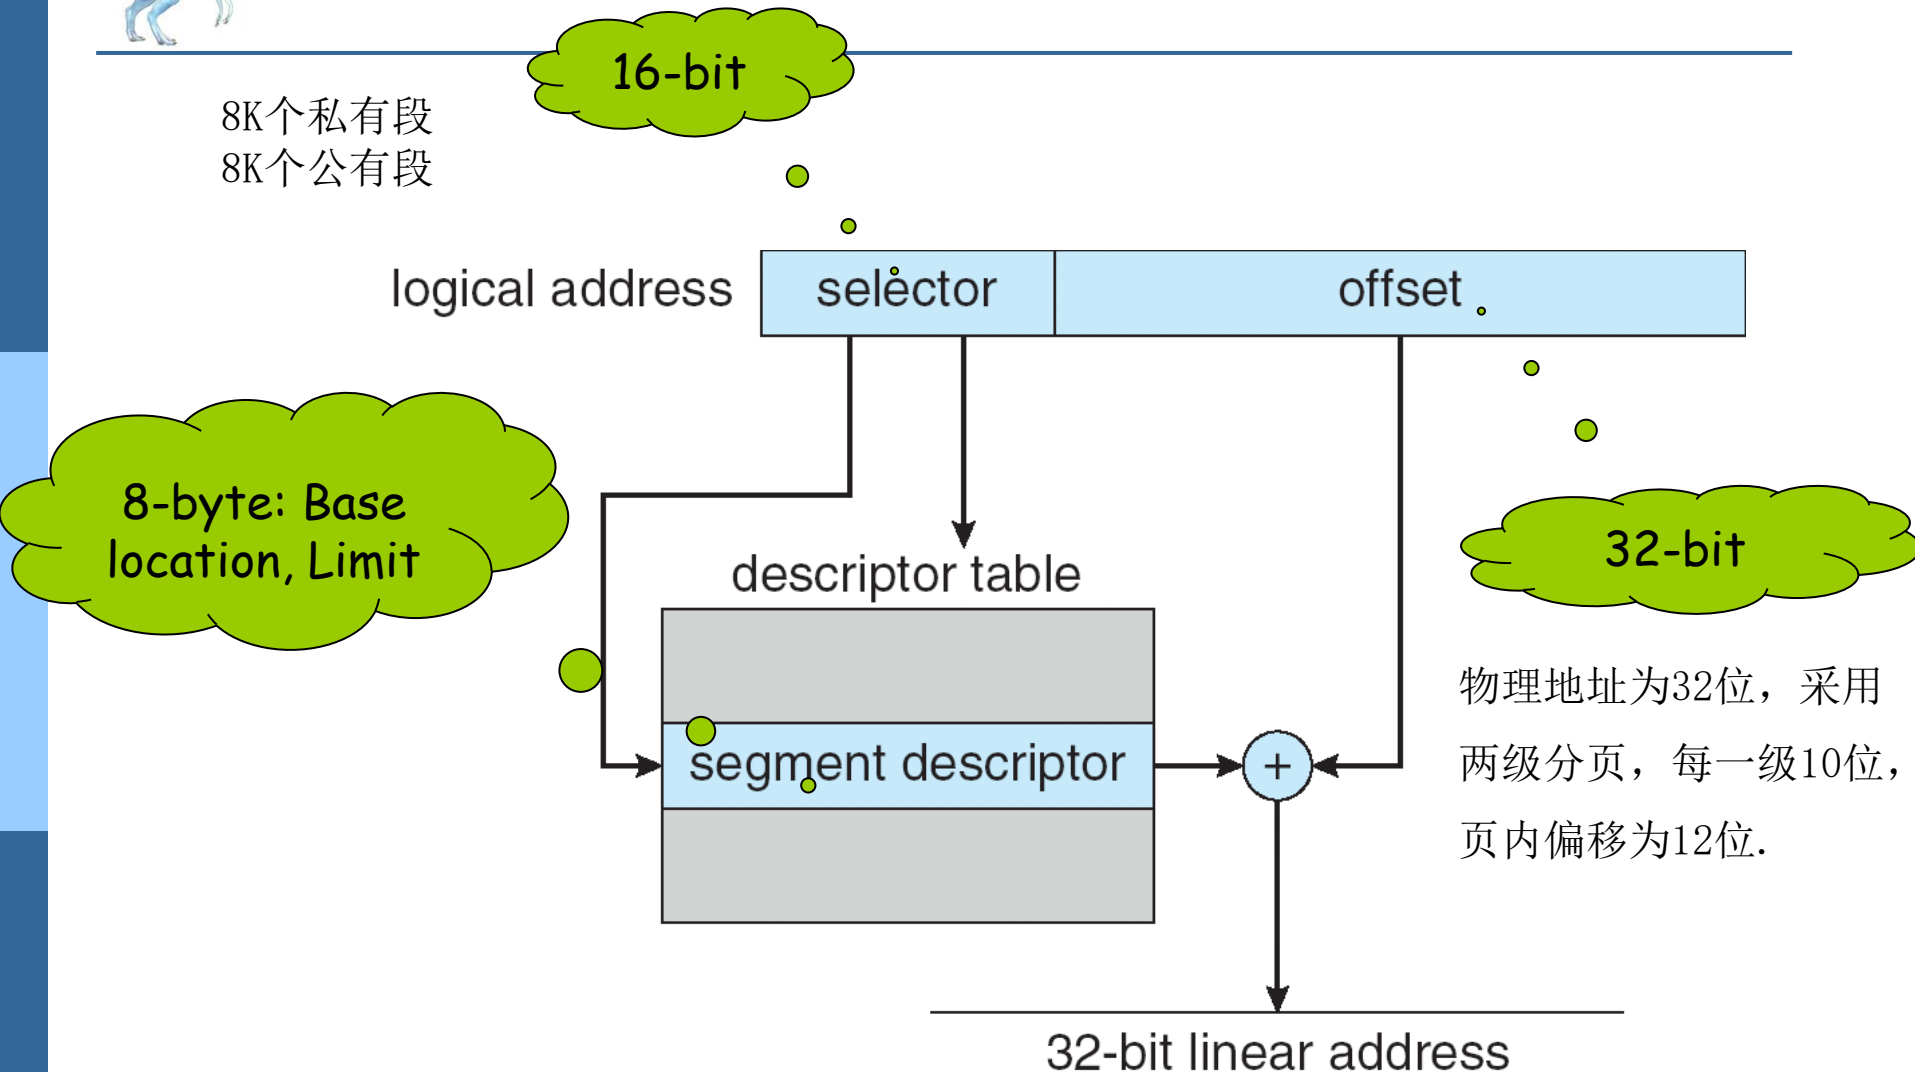 16-bit
8K个私有段
8K个公有段
logical address
selector
offset
8-byte: Base
location, Limit
32-bit
descriptor table
segment descriptor
+
物理地址为32位，采用
两级分页，每一级10位，
页内偏移为12位.
32-bit linear address